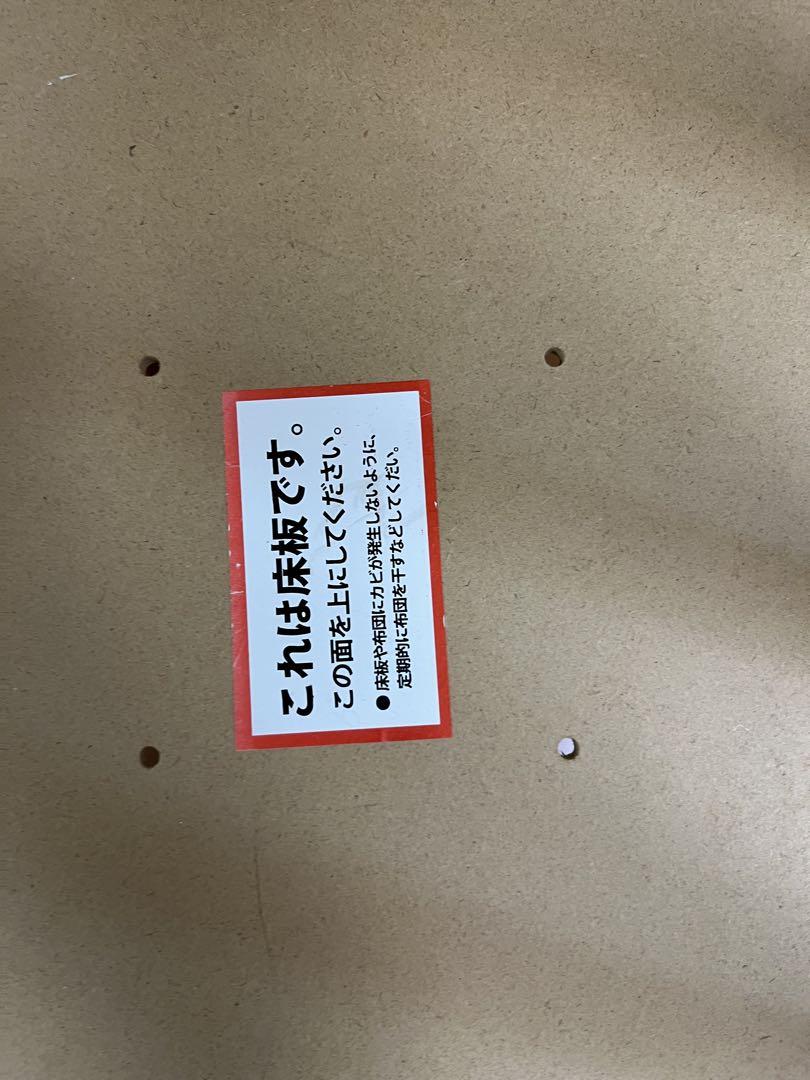 これは床板です。
この面を上にしてください。
● 床板や布団にカビが発生しないように、
定期的に布団を干すなどしてくだい。